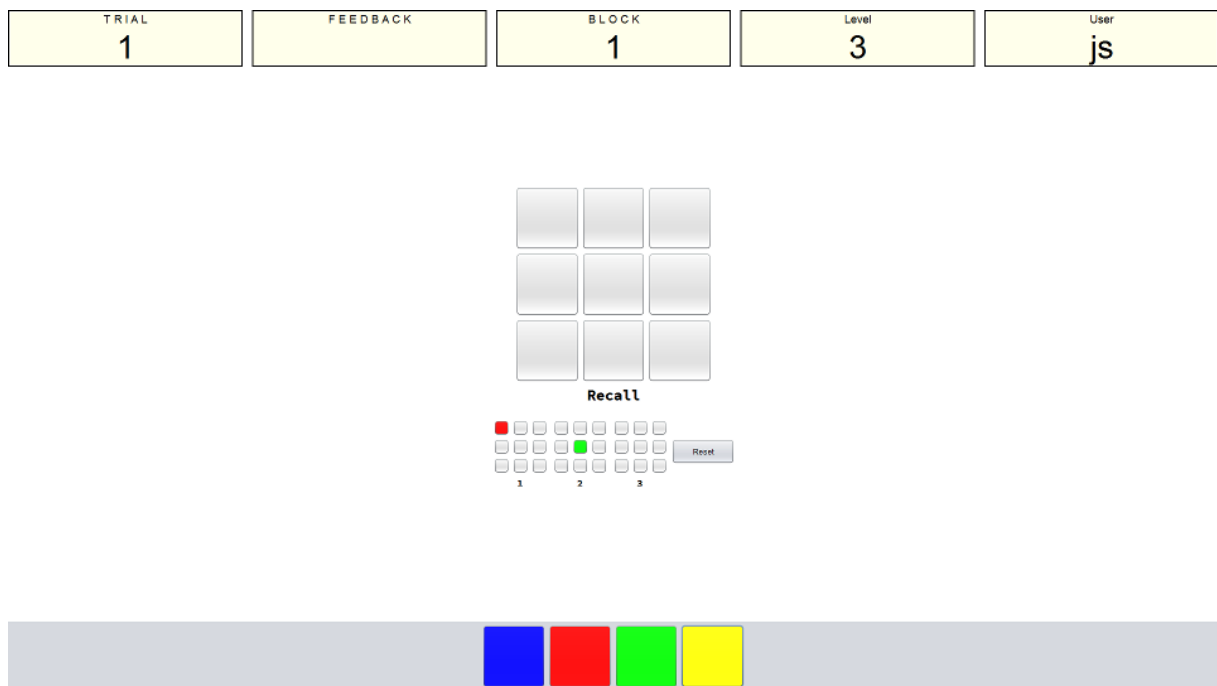 TRIAL
1
FEEDBACK
BLOCK
1
Level
3
User
js
Recall
Reset
1 2 3